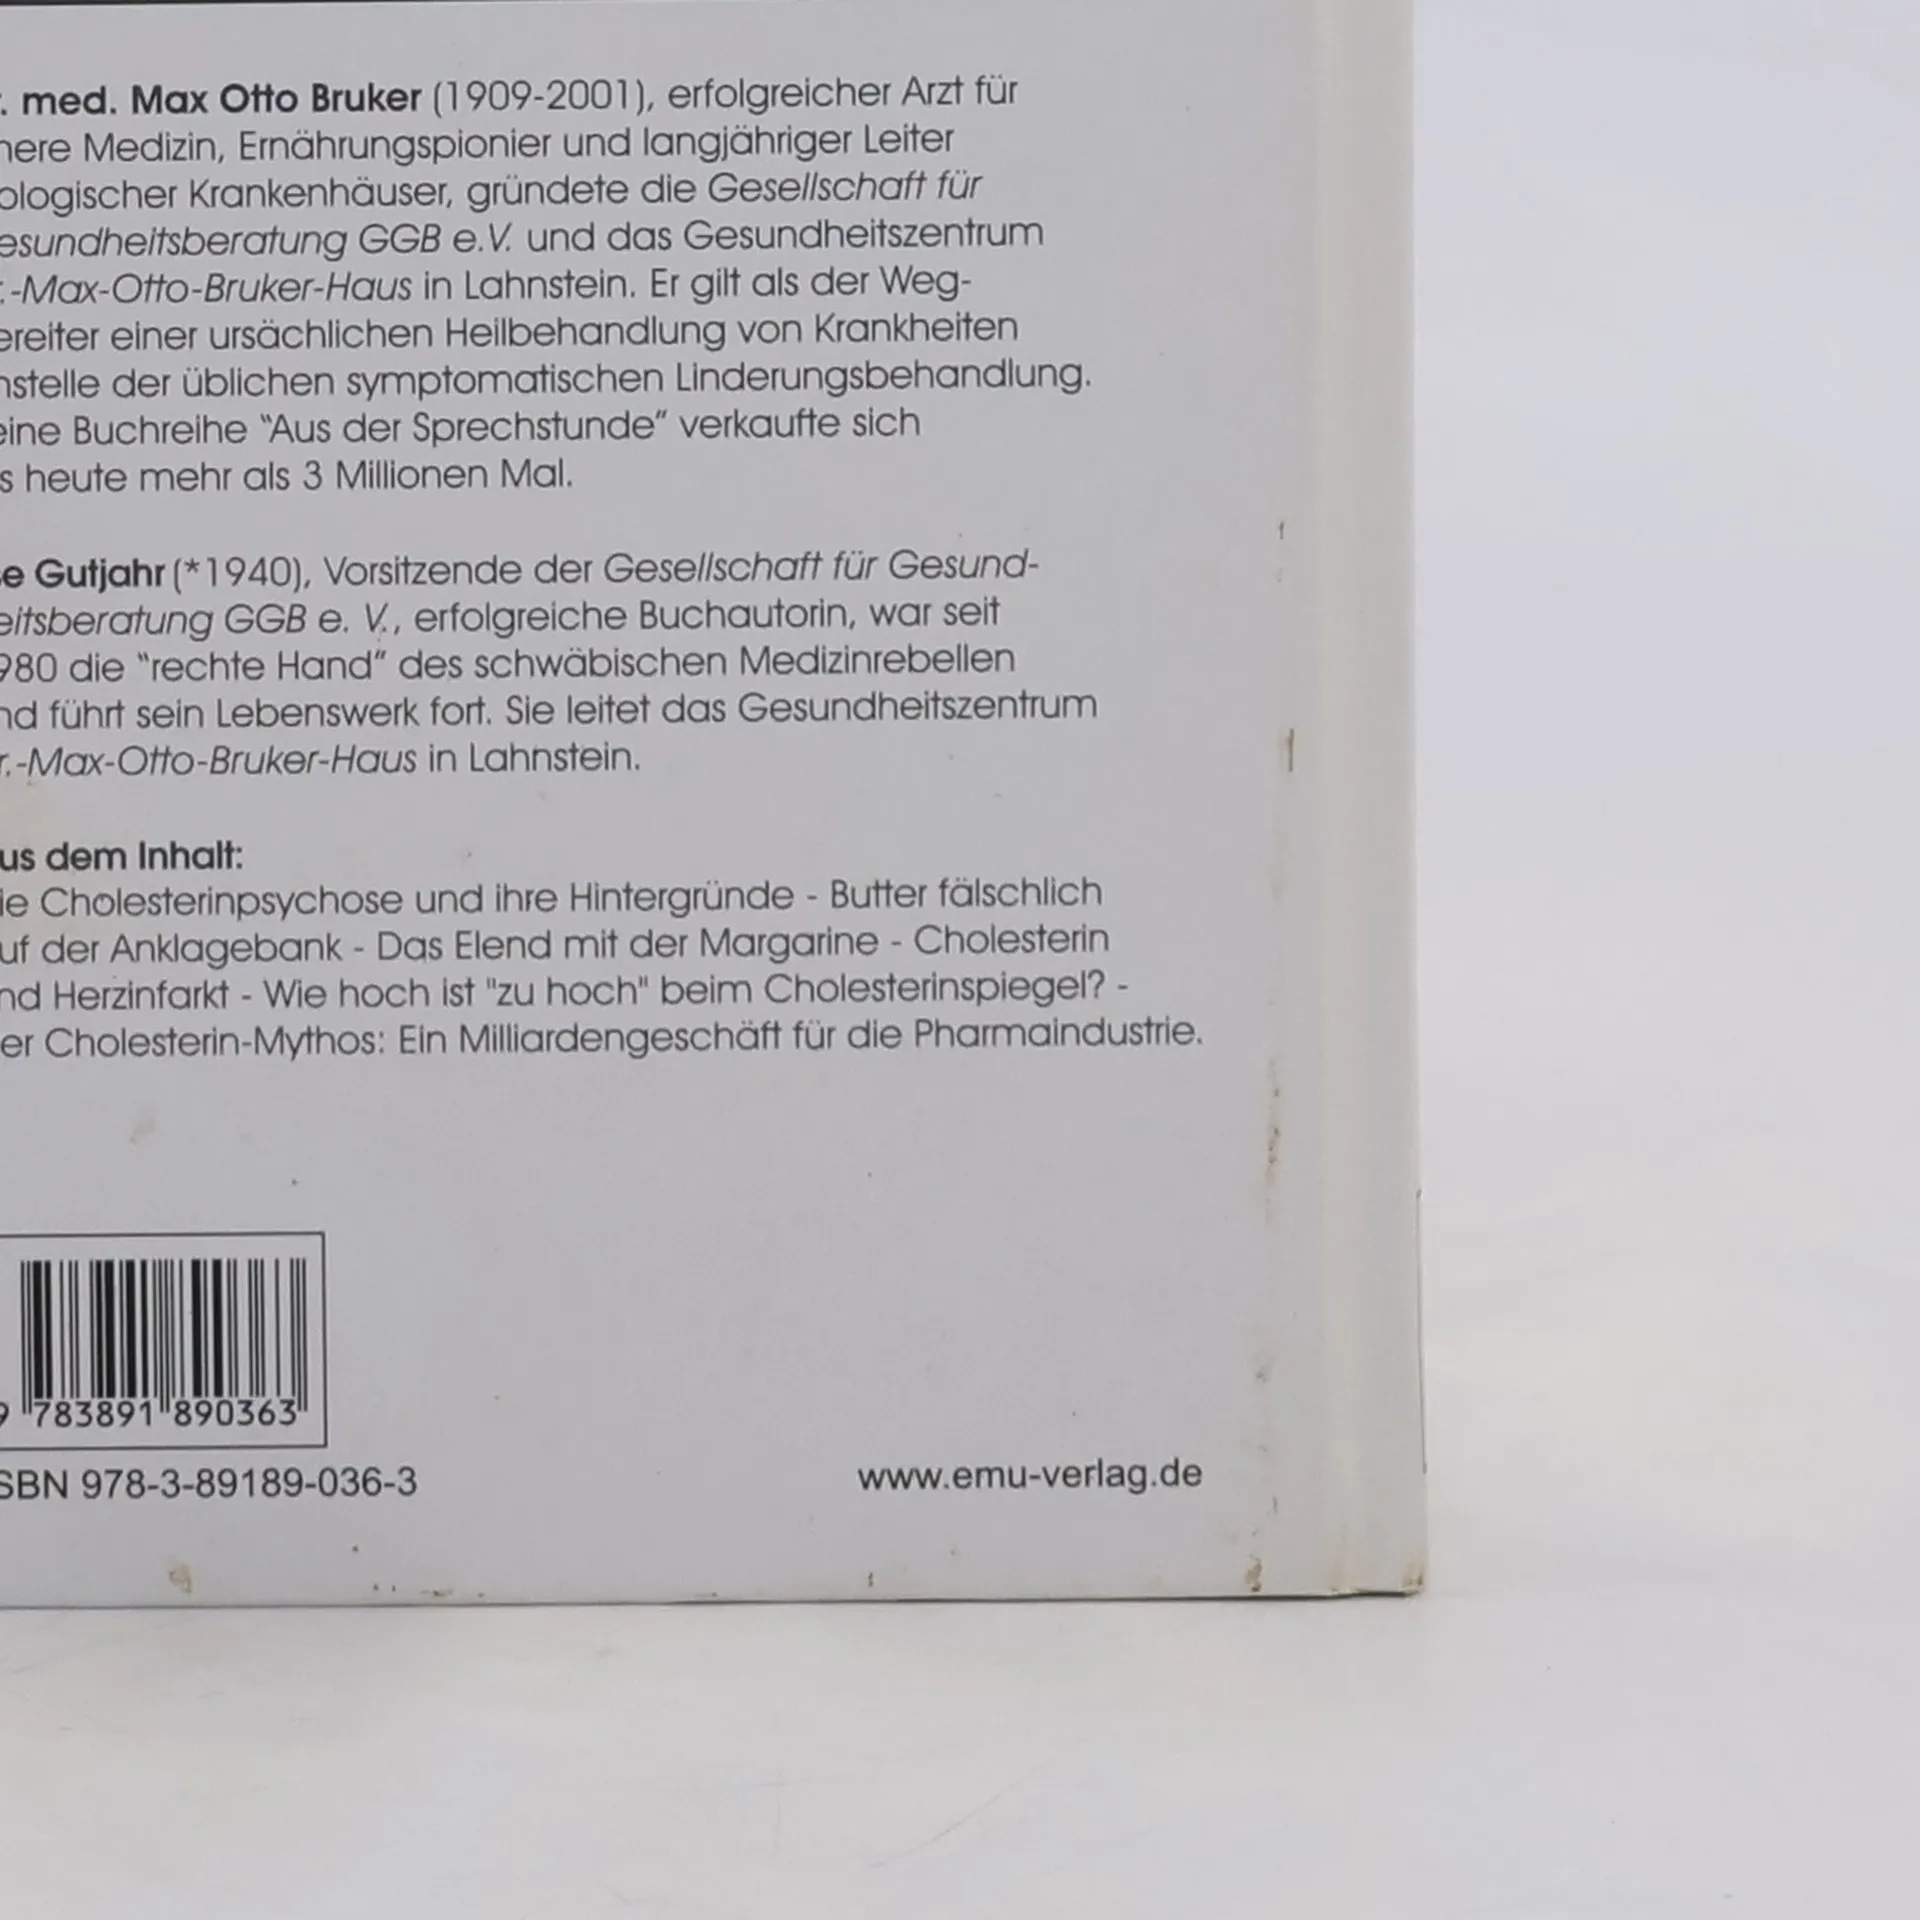 . med. Max Otto Bruker (1909-2001), erfolgreicher Arzt für
nere Medizin, Ernährungspionier und langjähriger Leiter
ologischer Krankenhäuser, gründete die Gesellschaft für
esundheitsberatung GGB e.V. und das Gesundheitszentrum
.-Max-Otto-Bruker-Haus in Lahnstein. Er gilt als der Weg-
ereiter einer ursächlichen Heilbehandlung von Krankheiten
nstelle der üblichen symptomatischen Linderungsbehandlung.
eine Buchreihe "Aus der Sprechstunde" verkaufte sich
s heute mehr als 3 Millionen Mal.
se Gutjahr (*1940), Vorsitzende der Gesellschaft für Gesund-
eitsberatung GGB e. V., erfolgreiche Buchautorin, war seit
980 die "rechte Hand" des schwäbischen Medizinrebellen
nd führt sein Lebenswerk fort. Sie leitet das Gesundheitszentrum
r.-Max-Otto-Bruker-Haus in Lahnstein.
us dem Inhalt:
ie Cholesterinpsychose und ihre Hintergründe - Butter fälschlich
uf der Anklagebank - Das Elend mit der Margarine - Cholesterin
nd Herzinfarkt - Wie hoch ist "zu hoch" beim Cholesterinspiegel? -
er Cholesterin-Mythos: Ein Milliardengeschäft für die Pharmaindustrie.
9 783891 890363
SBN 978-3-89189-036-3
www.emu-verlag.de